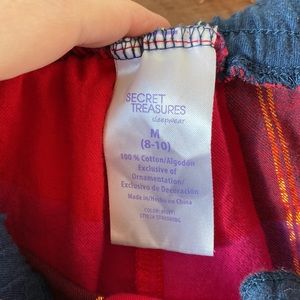 SECRET
TREASURES
sleepwear
M
(8-10)
100 % Cotton/Algodón
Exclusive of
Ornamentation/
Exclusivo de Decoración
Made in/Hecho en China